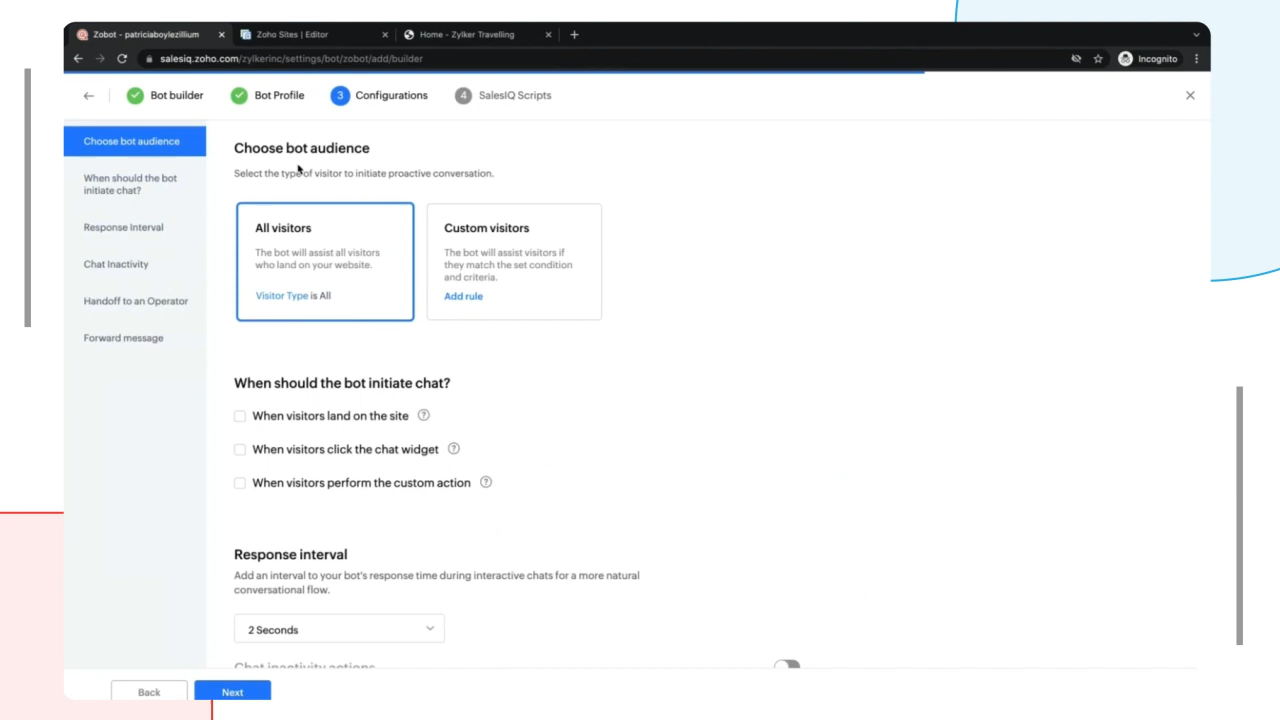 Zobot - patriciaboylezillium
Zoho Sites | Editor
Home - Zylker Travelling
salesiq.zoho.com/zylkerinc/settings/bot/zobot/add/builder
Incognito
Bot builder
Bot Profile
3 Configurations
4 SalesIQ Scripts
Choose bot audience
When should the bot
initiate chat?
Response Interval
Chat Inactivity
Handoff to an Operator
Forward message
Choose bot audience
Select the type of visitor to initiate proactive conversation.
All visitors
The bot will assist all visitors
who land on your website.
Visitor Type is All
Custom visitors
The bot will assist visitors if
they match the set condition
and criteria.
Add rule
When should the bot initiate chat?
When visitors land on the site ?
When visitors click the chat widget ?
When visitors perform the custom action ?
Response interval
Add an interval to your bot's response time during interactive chats for a more natural
conversational flow.
2 Seconds
Chat inactivity actions
Back
Next